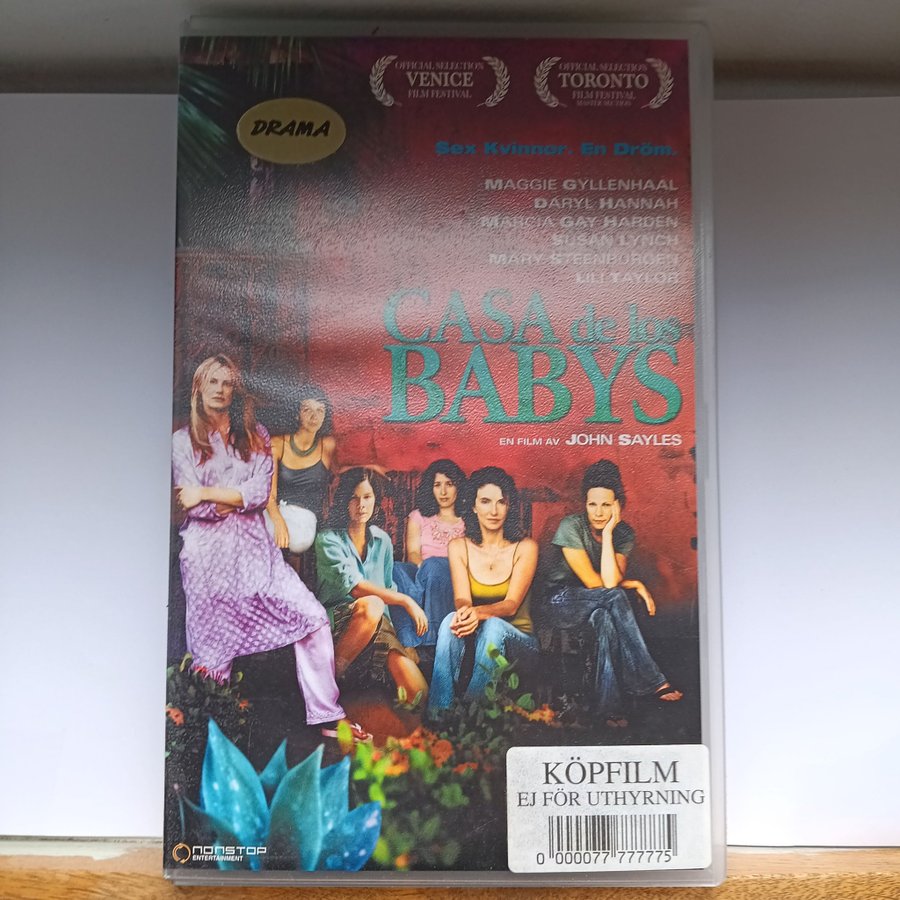 OFFICIAL SELECTION
VENICE
FILM FESTIVAL
OFFICIAL SELECTION
TORONTO
FILM FESTIVAL
MASTER SECTION
DRAMA
Sex Kvinnor. En Dröm.
MAGGIE GYLLENHAAL
DARYL HANNAH
MARCIA GAY HARDEN
SUSAN LYNCH
MARY STEENBURGEN
LILI TAYLOR
CASA de los
BABYS
EN FILM AV JOHN SAYLES
KÖPFILM
EJ FÖR UTHYRNING
0 000077 777775
NONSTOP
ENTERTAINMENT